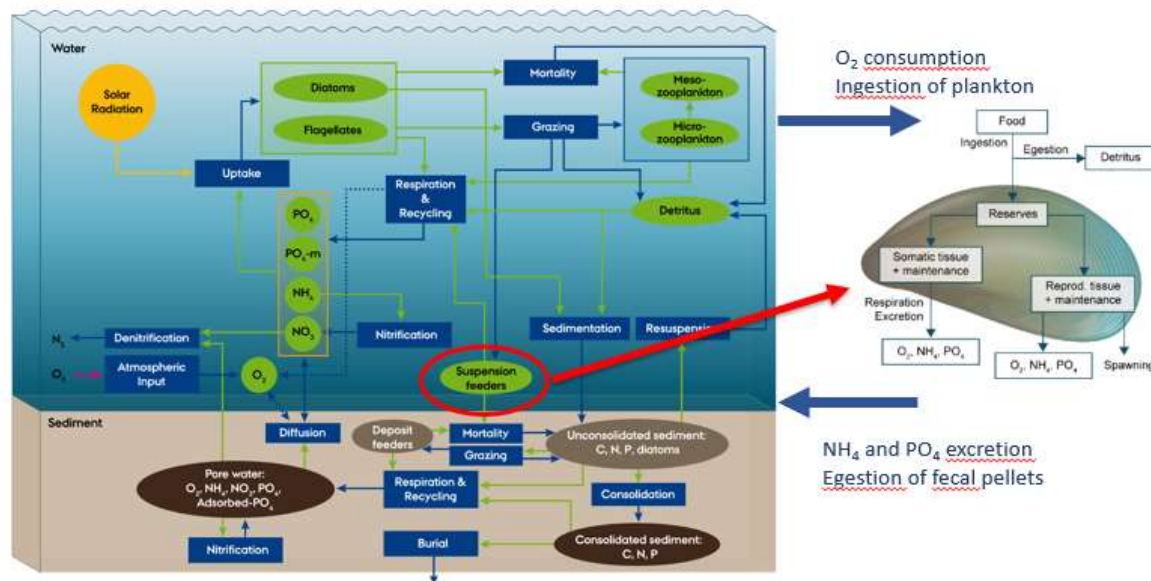 Water
Solar
Radiation
Diatoms
Flagellates
Mortality
Grazing
Meso-
zooplankton
Micro-
zooplankton
Uptake
Respiration
&
Recycling
Detritus
PO4
PO4-m
NH4
NO3
Nitrification
Sedimentation
Resuspension
N2
Denitrification
O2
Atmospheric
Input
O2
Suspension
feeders
Sediment
Diffusion
Deposit
feeders
Mortality
Grazing
Unconsolidated sediment:
C, N, P, diatoms
Pore water:
O2, NH4, NO3, PO4,
Adsorbed-PO4
Respiration &
Recycling
Consolidation
Nitrification
Burial
Consolidated sediment:
C, N, P
O2 consumption
Ingestion of plankton
Food
Ingestion
Egestion
Detritus
Reserves
Somatic tissue
+ maintenance
Reprod. tissue
+ maintenance
Respiration
Excretion
O2, NH4, PO4
O2, NH4, PO4
Spawning
NH4 and PO4 excretion
Egestion of fecal pellets